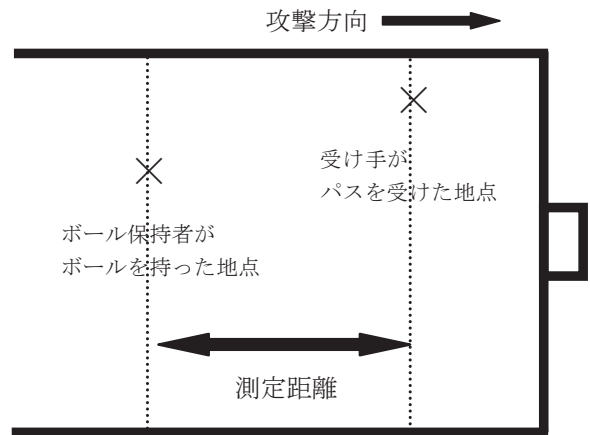 攻撃方向
受け手が
パスを受けた地点
ボール保持者が
ボールを持った地点
測定距離